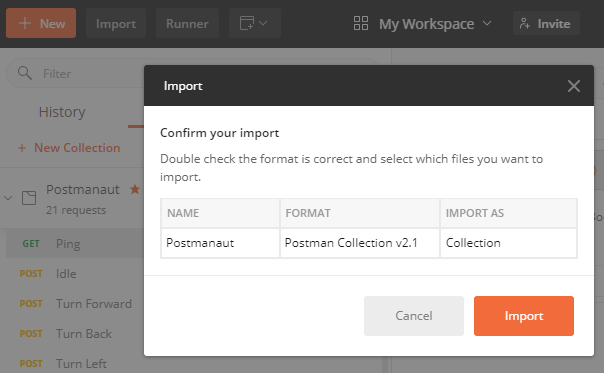 + New
Import
Runner
My Workspace
Invite
Filter
Import
History
Confirm your import
+ New Collection
Double check the format is correct and select which files you want to
import.
Postmanaut
21 requests
NAME FORMAT IMPORT AS
Postmanaut Postman Collection v2.1 Collection
GET Ping
POST Idle
POST Turn Forward
Cancel
Import
POST Turn Back
POST Turn Left